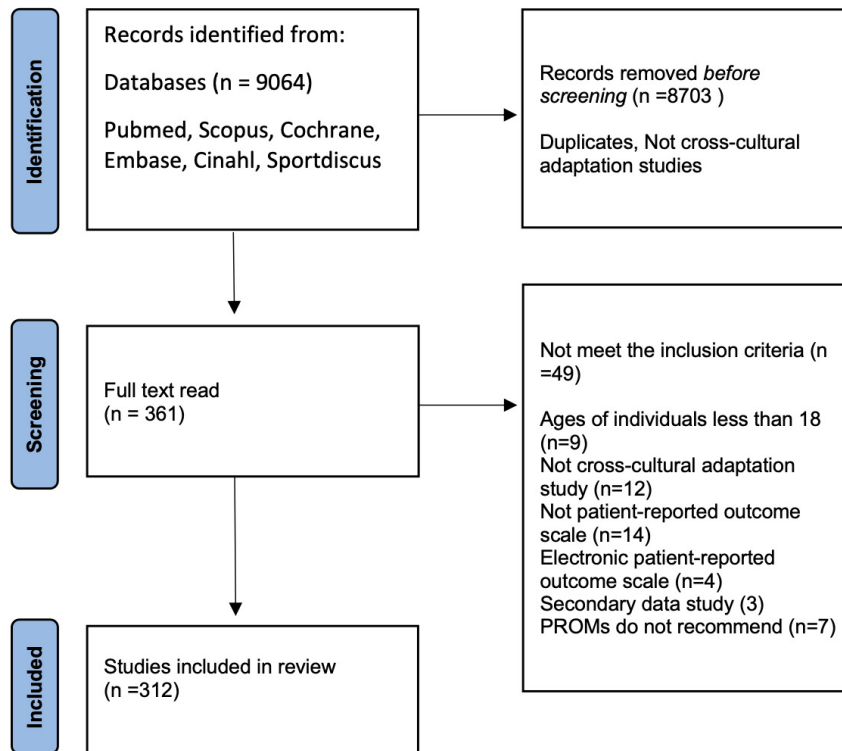 Identification
Records identified from:
Databases (n = 9064)
Pubmed, Scopus, Cochrane,
Embase, Cinahl, Sportdiscus
Records removed before
screening (n =8703 )
Duplicates, Not cross-cultural
adaptation studies
Screening
Full text read
(n = 361)
Not meet the inclusion criteria (n
=49)
Ages of individuals less than 18
(n=9)
Not cross-cultural adaptation
study (n=12)
Not patient-reported outcome
scale (n=14)
Electronic patient-reported
outcome scale (n=4)
Secondary data study (3)
PROMs do not recommend (n=7)
Included
Studies included in review
(n =312)